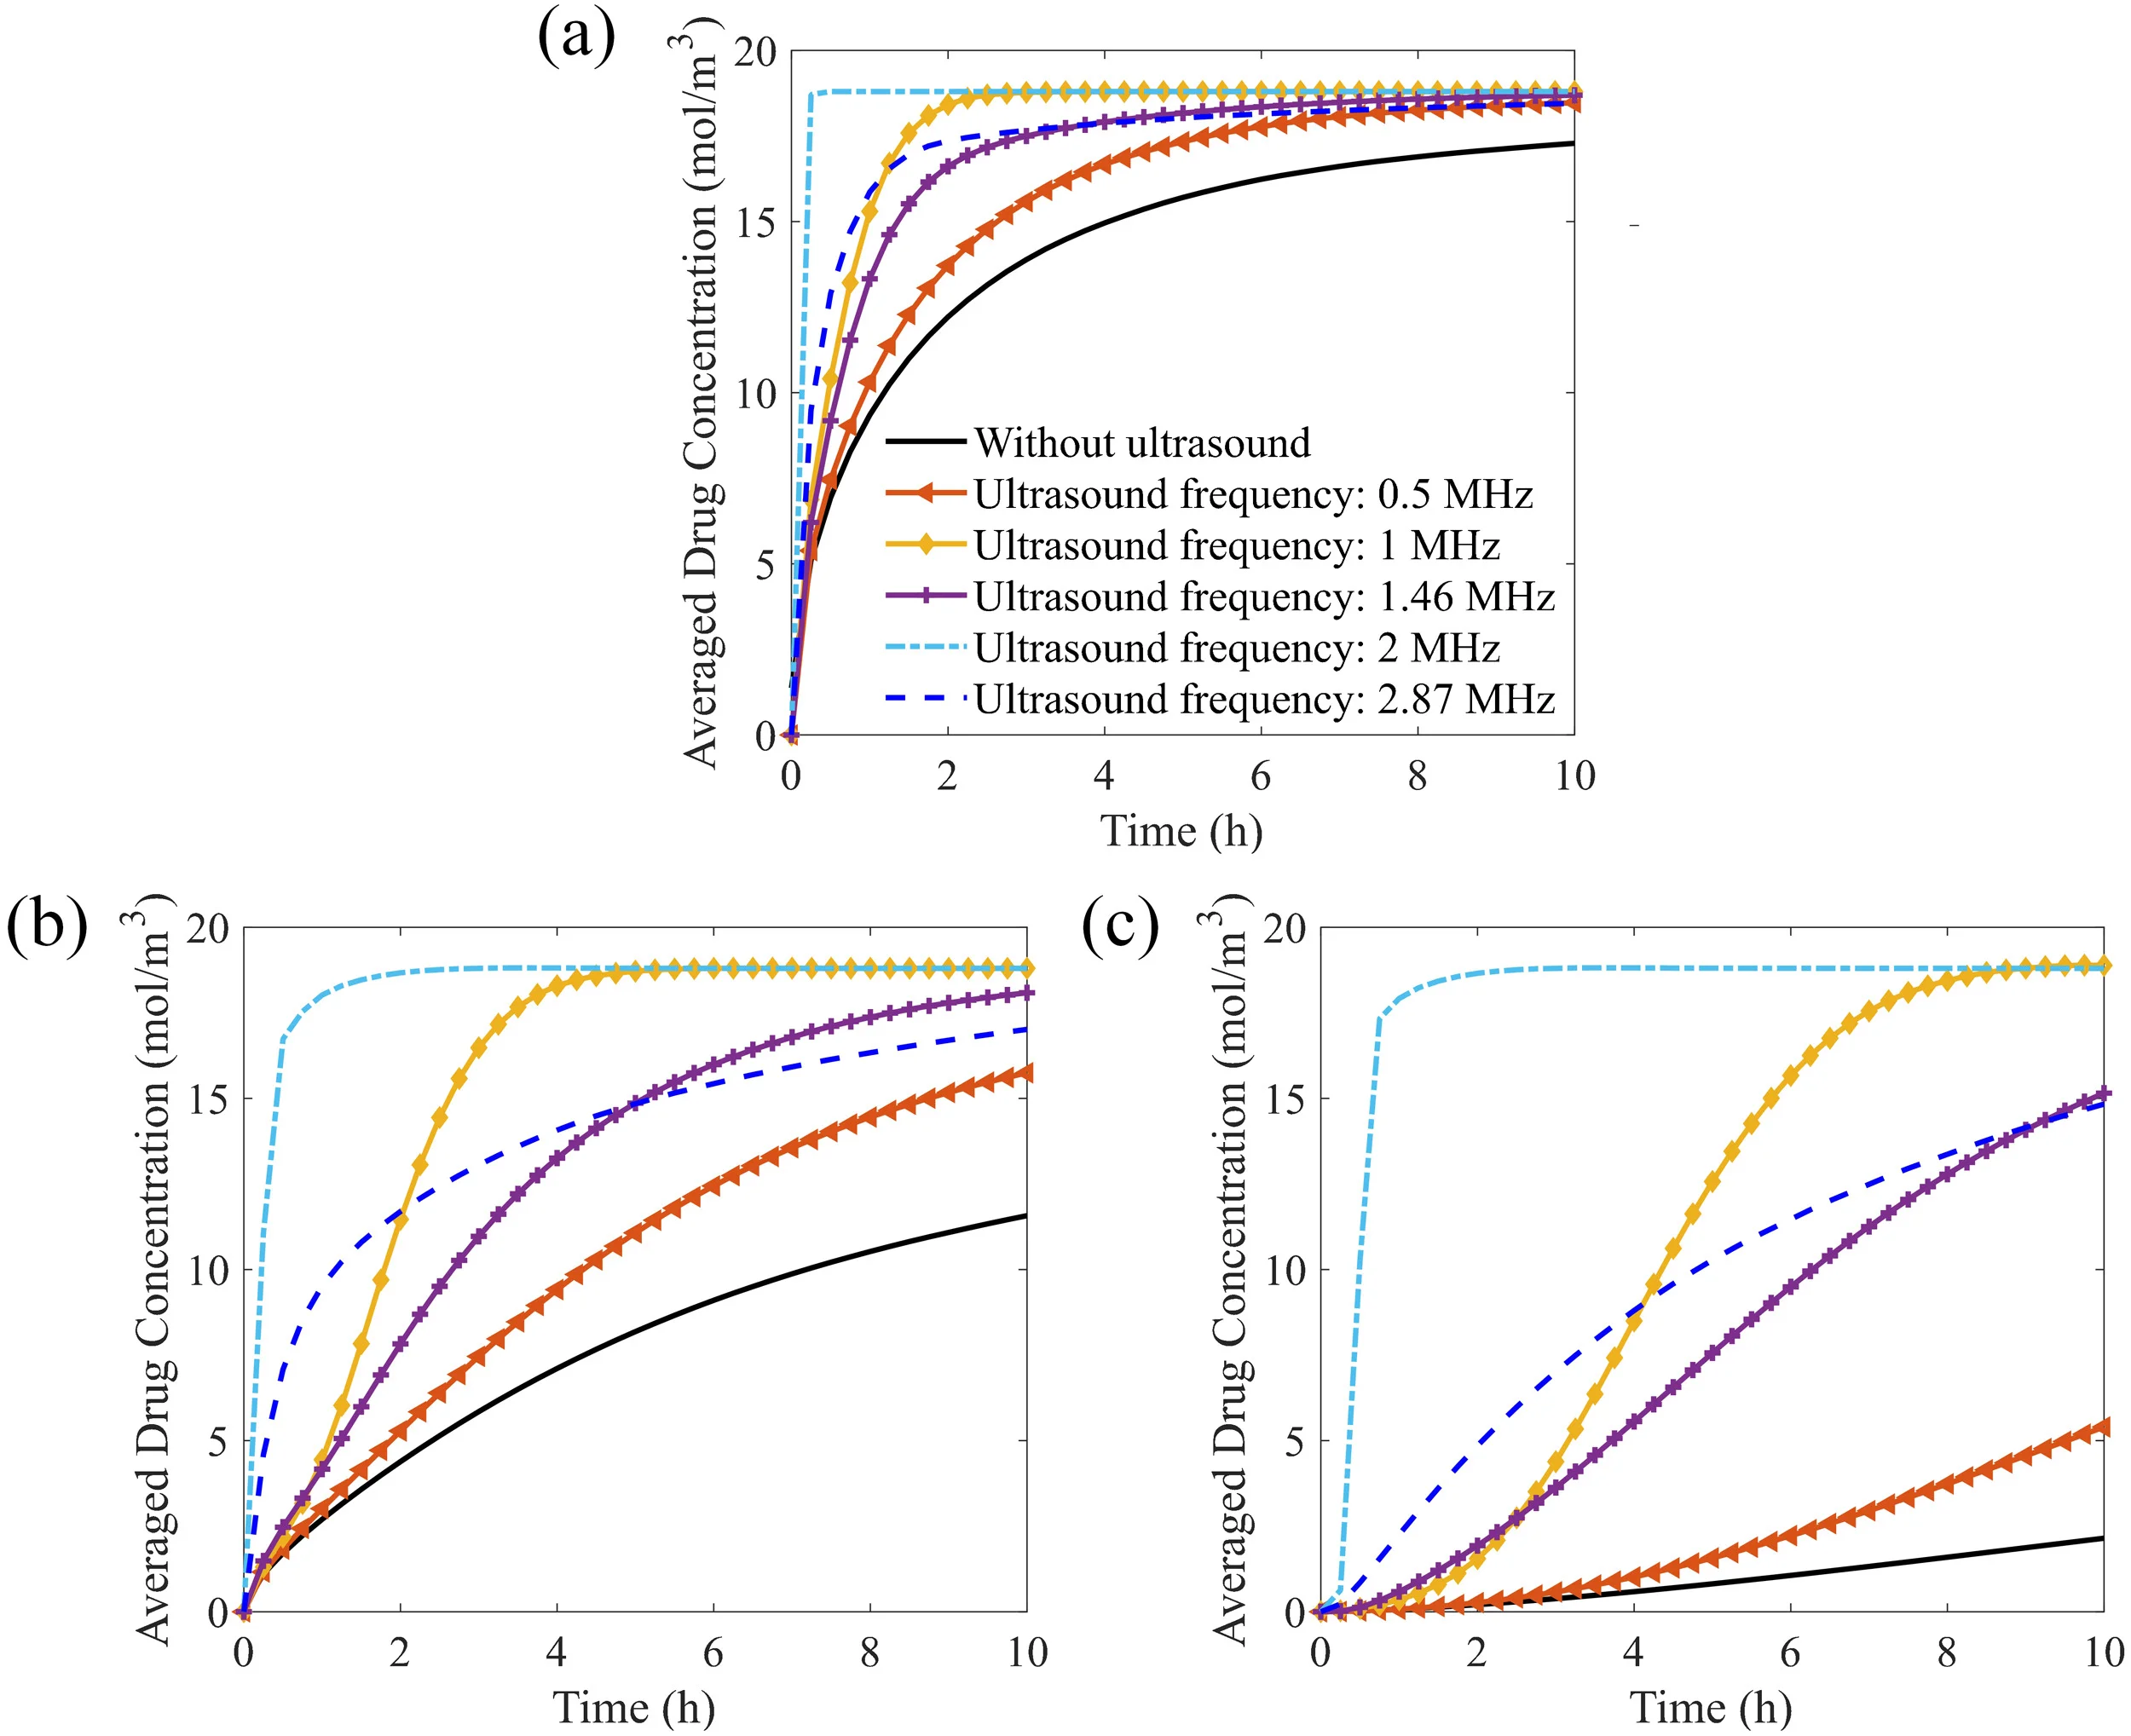 (a)
Averaged Drug Concentration (mol/m³)
20
15
10
5
0
Without ultrasound
Ultrasound frequency: 0.5 MHz
Ultrasound frequency: 1 MHz
Ultrasound frequency: 1.46 MHz
Ultrasound frequency: 2 MHz
Ultrasound frequency: 2.87 MHz
0 2 4 6 8 10
Time (h)
(b)
Averaged Drug Concentration (mol/m³)
20
15
10
5
0
0 2 4 6 8 10
Time (h)
(c)
Averaged Drug Concentration (mol/m³)
20
15
10
5
0
0 2 4 6 8 10
Time (h)